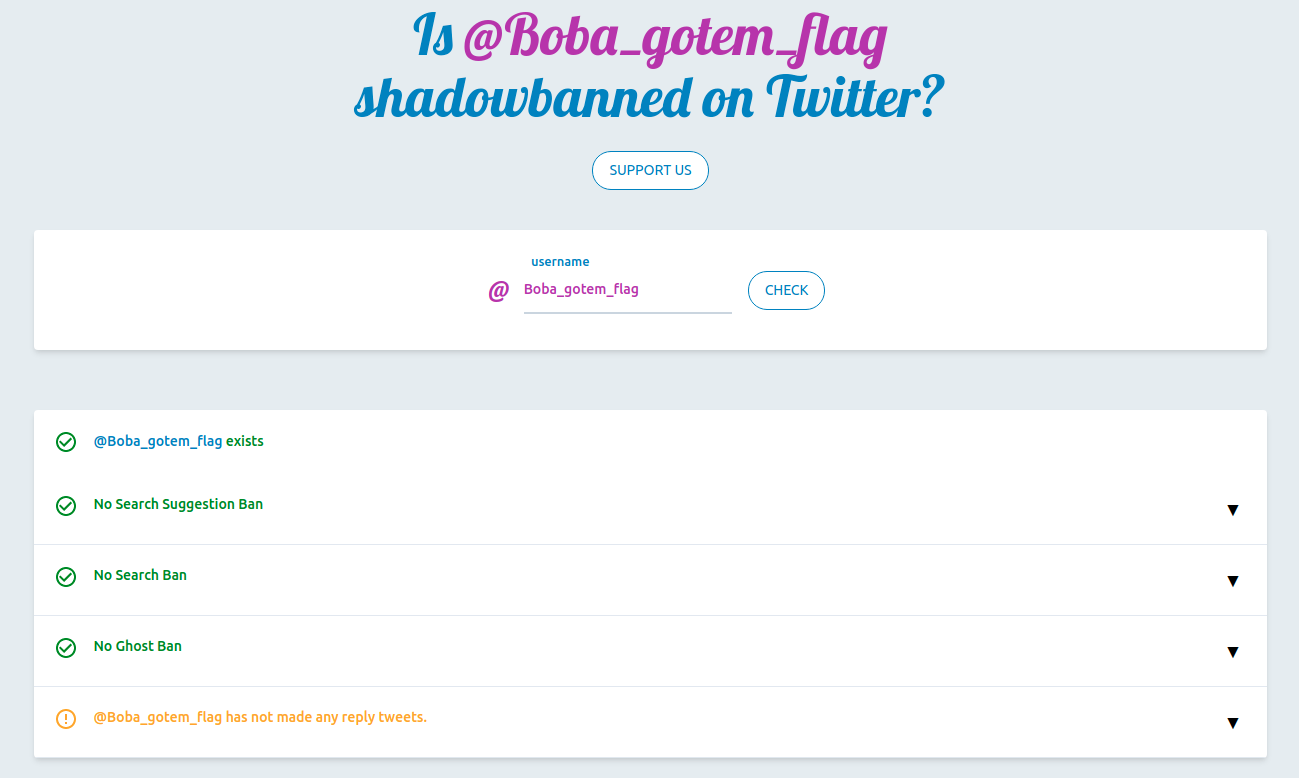 Is @Boba_gotem_flag
shadowbanned on Twitter?
SUPPORT US
username
@ Boba_gotem_flag CHECK
@Boba_gotem_flag exists
No Search Suggestion Ban
No Search Ban
No Ghost Ban
@Boba_gotem_flag has not made any reply tweets.